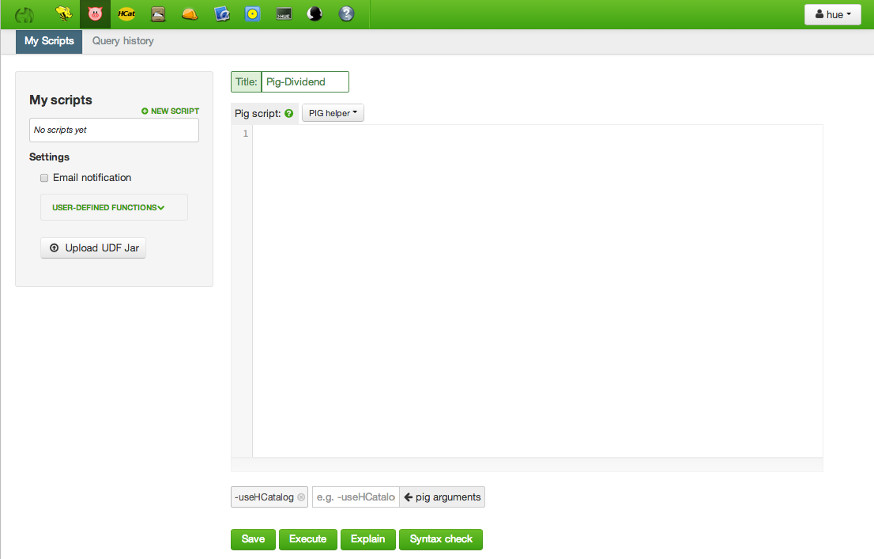 HCat
hue
My Scripts Query history
My scripts
NEW SCRIPT
No scripts yet
Settings
Email notification
USER-DEFINED FUNCTIONS
Upload UDF Jar
Title: Pig-Dividend
Pig script: ? PIG helper
1
-useHCatalog e.g. -useHCatalo pig arguments
Save Execute Explain Syntax check